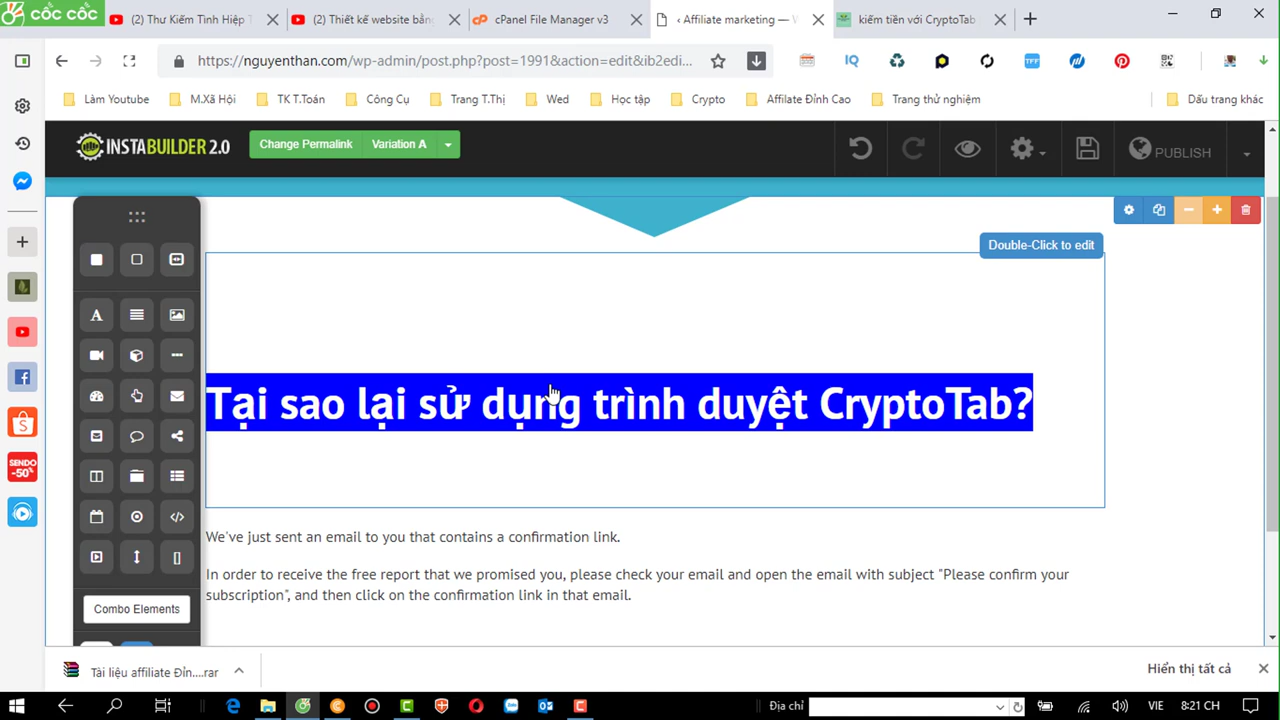 cốc cốc
(2) Thư Kiếm Tình Hiệp T
(2) Thiết kế website bằn
cPanel File Manager v3
‹ Affiliate marketing — W
kiếm tiền với CryptoTab
https://nguyenthan.com/wp-admin/post.php?post=1991&action=edit&ib2edi...
IQ
TFF
Làm Youtube
M.Xã Hội
TK T.Toán
Công Cụ
Trang T.Thị
Wed
Học tập
Crypto
Affilate Đỉnh Cao
Trang thử nghiệm
Dấu trang khác
INSTABUILDER 2.0
Change Permalink
Variation A
PUBLISH
Double-Click to edit
Tại sao lại sử dụng trình duyệt CryptoTab?
We've just sent an email to you that contains a confirmation link.
In order to receive the free report that we promised you, please check your email and open the email with subject "Please confirm your
subscription", and then click on the confirmation link in that email.
Combo Elements
SENDO
-50%
Tài liệu affiliate Đỉn....rar
Hiển thị tất cả
Địa chỉ
VIE
8:21 CH